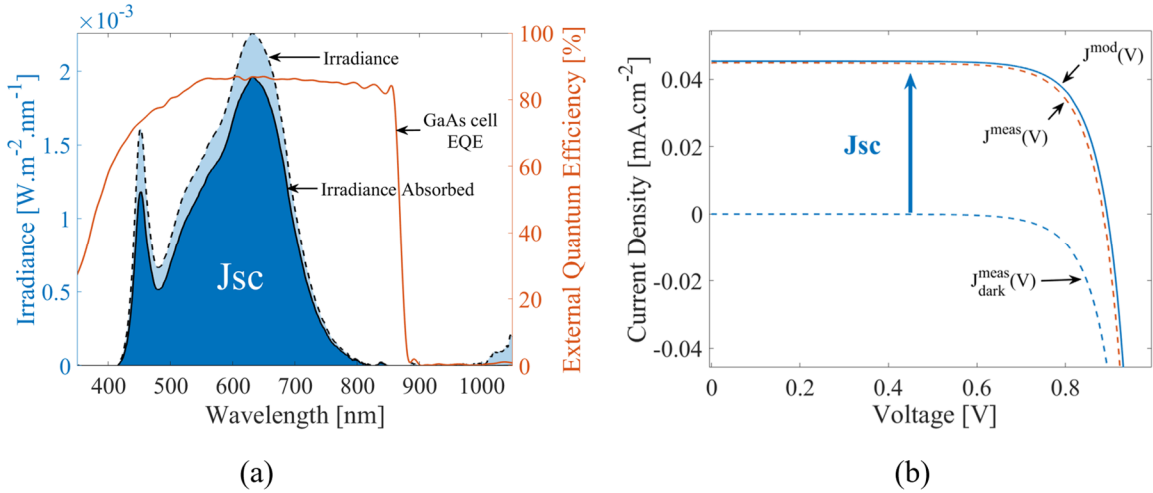 ×10⁻³
100
80
60
40
20
0
2
1.5
1
0.5
0
Irradiance [W.m⁻².nm⁻¹]
External Quantum Efficiency [%]
Irradiance
GaAs cell
EQE
Irradiance Absorbed
Jsc
400 500 600 700 800 900 1000
Wavelength [nm]
(a)
0.04
0.02
0
-0.02
-0.04
Current Density [mA.cm⁻²]
Jᵐᵒᵈ(V)
Jᵐᵉᵃˢ(V)
Jsc
J_dark^meas(V)
0 0.2 0.4 0.6 0.8
Voltage [V]
(b)